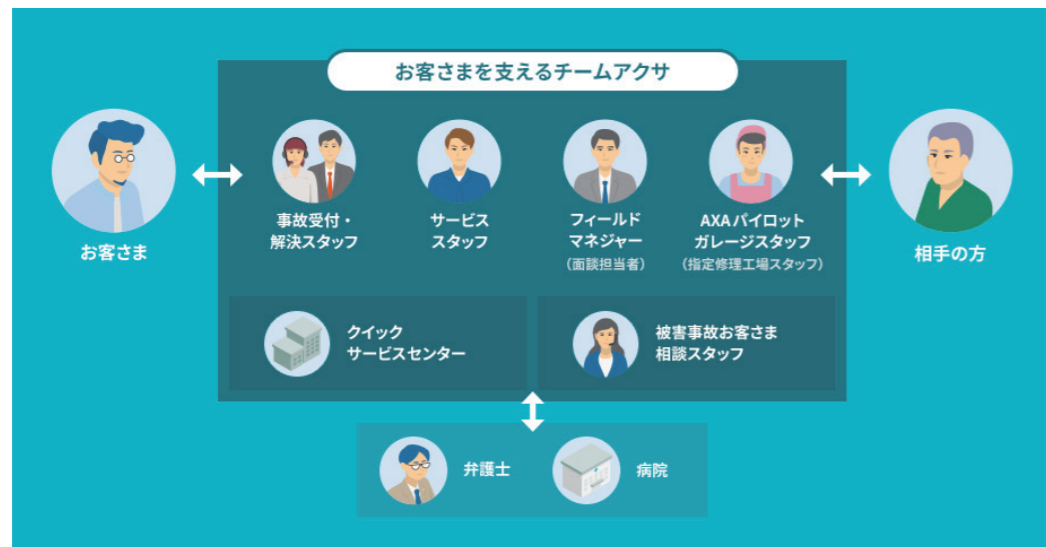 お客さまを支えるチームアクサ
お客さま
事故受付・
解決スタッフ
サービス
スタッフ
フィールド
マネジャー
（面談担当者）
AXAパイロット
ガレージスタッフ
（指定修理工場スタッフ）
相手の方
クイック
サービスセンター
被害事故お客さま
相談スタッフ
弁護士
病院